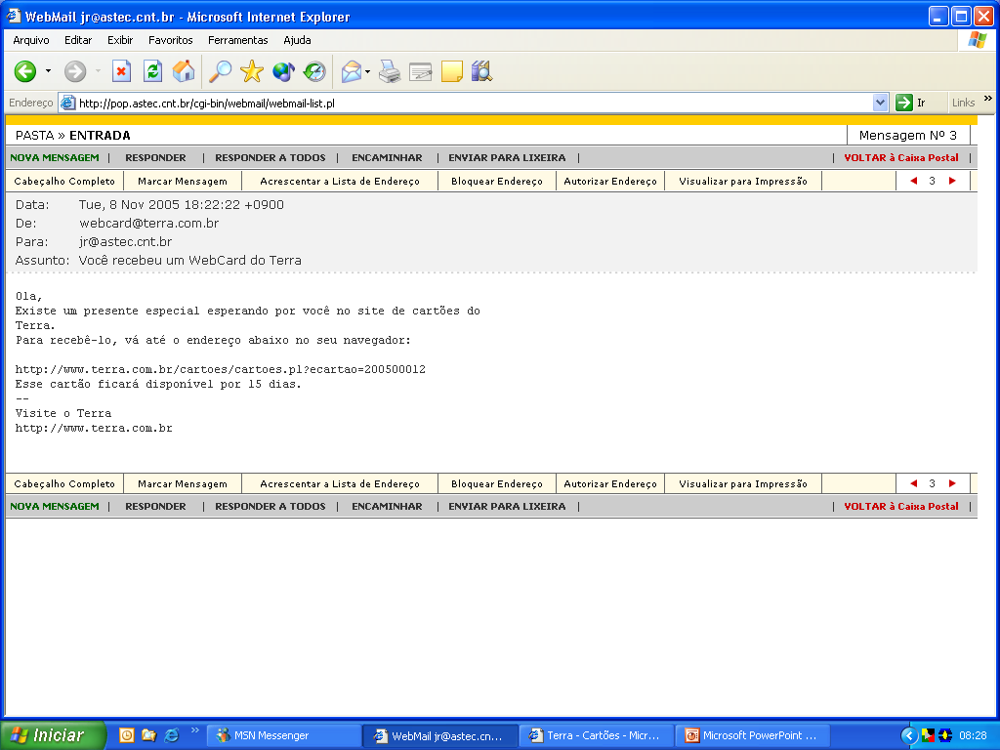 WebMail jr@astec.cnt.br - Microsoft Internet Explorer
Arquivo Editar Exibir Favoritos Ferramentas Ajuda
Endereço http://pop.astec.cnt.br/cgi-bin/webmail/webmail-list.pl Ir Links »
PASTA » ENTRADA Mensagem Nº 3
NOVA MENSAGEM | RESPONDER | RESPONDER A TODOS | ENCAMINHAR | ENVIAR PARA LIXEIRA | | VOLTAR à Caixa Postal |
Cabeçalho Completo Marcar Mensagem Acrescentar a Lista de Endereço Bloquear Endereço Autorizar Endereço Visualizar para Impressão 3
Data: Tue, 8 Nov 2005 18:22:22 +0900
De: webcard@terra.com.br
Para: jr@astec.cnt.br
Assunto: Você recebeu um WebCard do Terra
Ola,
Existe um presente especial esperando por você no site de cartões do
Terra.
Para recebê-lo, vá até o endereço abaixo no seu navegador:
http://www.terra.com.br/cartoes/cartoes.pl?ecartao=200500012
Esse cartão ficará disponível por 15 dias.
--
Visite o Terra
http://www.terra.com.br
Cabeçalho Completo Marcar Mensagem Acrescentar a Lista de Endereço Bloquear Endereço Autorizar Endereço Visualizar para Impressão 3
NOVA MENSAGEM | RESPONDER | RESPONDER A TODOS | ENCAMINHAR | ENVIAR PARA LIXEIRA | | VOLTAR à Caixa Postal |
Iniciar » MSN Messenger WebMail jr@astec.cn... Terra - Cartões - Micr... Microsoft PowerPoint ... 08:28